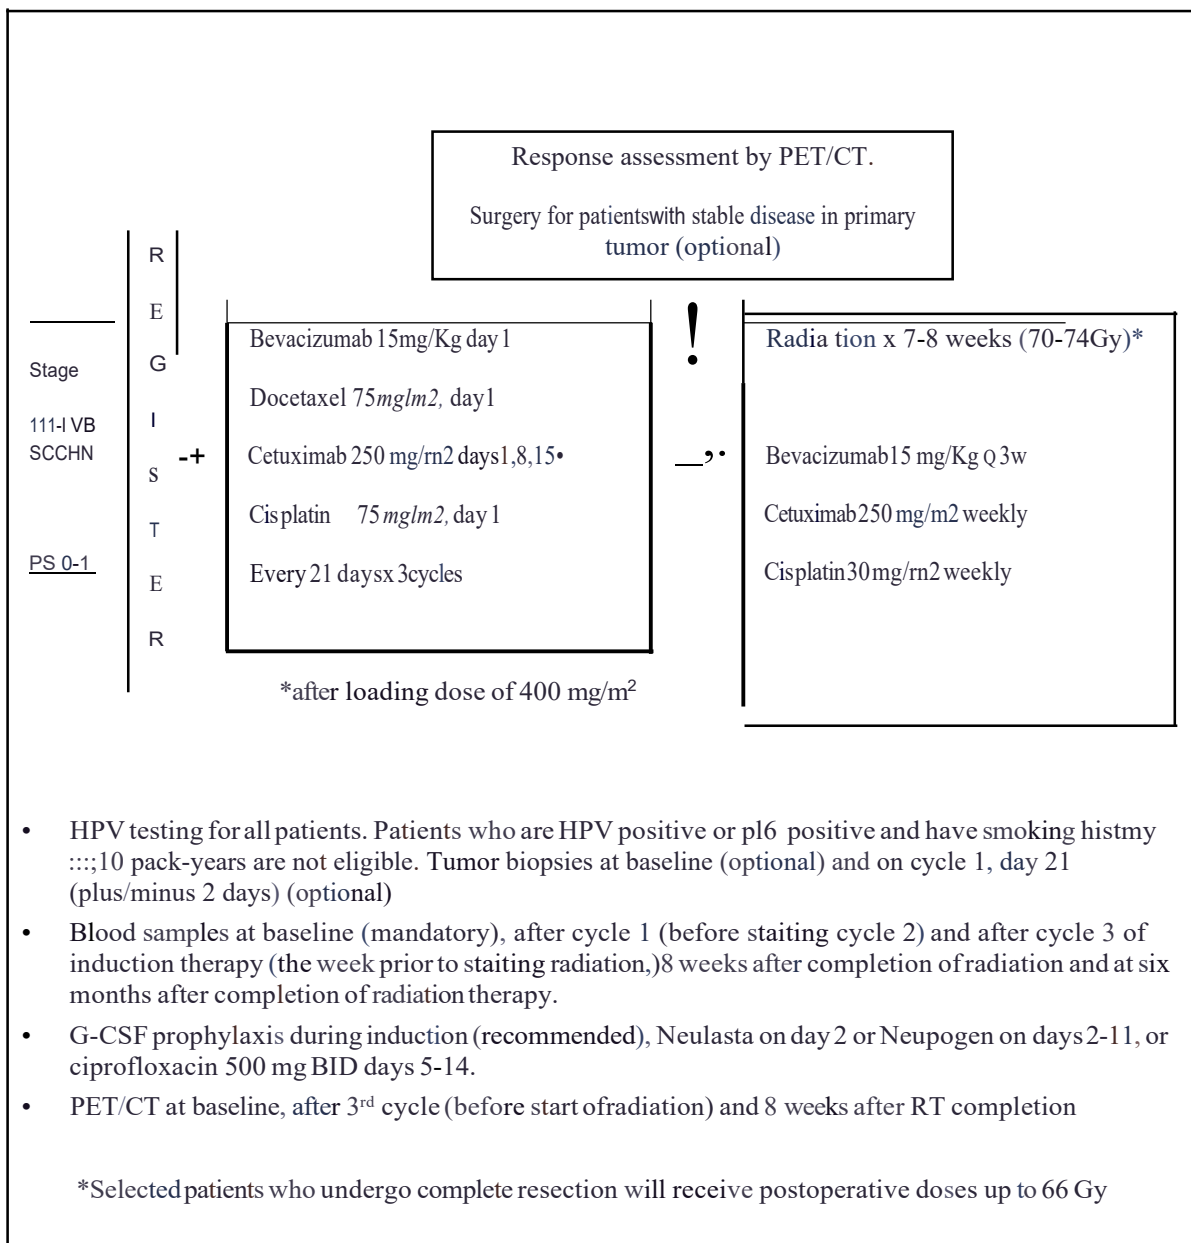 Response assessment by PET/CT.
Surgery for patientswith stable disease in primary
tumor (optional)
R
E
G
I
S
T
E
R
Stage
111-I VB
SCCHN
PS 0-1
-+
Bevacizumab 15mg/Kg day 1
Docetaxel 75mglm2, day1
Cetuximab 250 mg/rn2 days1,8,15•
Cisplatin 75mglm2, day 1
Every 21 daysx 3cycles
*after loading dose of 400 mg/m²
!
—,·
Radia tion x 7-8 weeks (70-74Gy)*
Bevacizumab15 mg/Kg Q 3w
Cetuximab250 mg/m2 weekly
Cisplatin30mg/rn2 weekly
• HPV testing for all patients. Patients who are HPV positive or pl6 positive and have smoking histmy
:::;10 pack-years are not eligible. Tumor biopsies at baseline (optional) and on cycle 1, day 21
(plus/minus 2 days) (optional)
• Blood samples at baseline (mandatory), after cycle 1 (before staiting cycle 2) and after cycle 3 of
induction therapy (the week prior to staiting radiation,)8 weeks after completion of radiation and at six
months after completion of radiation therapy.
• G-CSF prophylaxis during induction (recommended), Neulasta on day 2 or Neupogen on days 2-11, or
ciprofloxacin 500 mg BID days 5-14.
• PET/CT at baseline, after 3rd cycle (before start ofradiation) and 8 weeks after RT completion
*Selected patients who undergo complete resection will receive postoperative doses up to 66 Gy